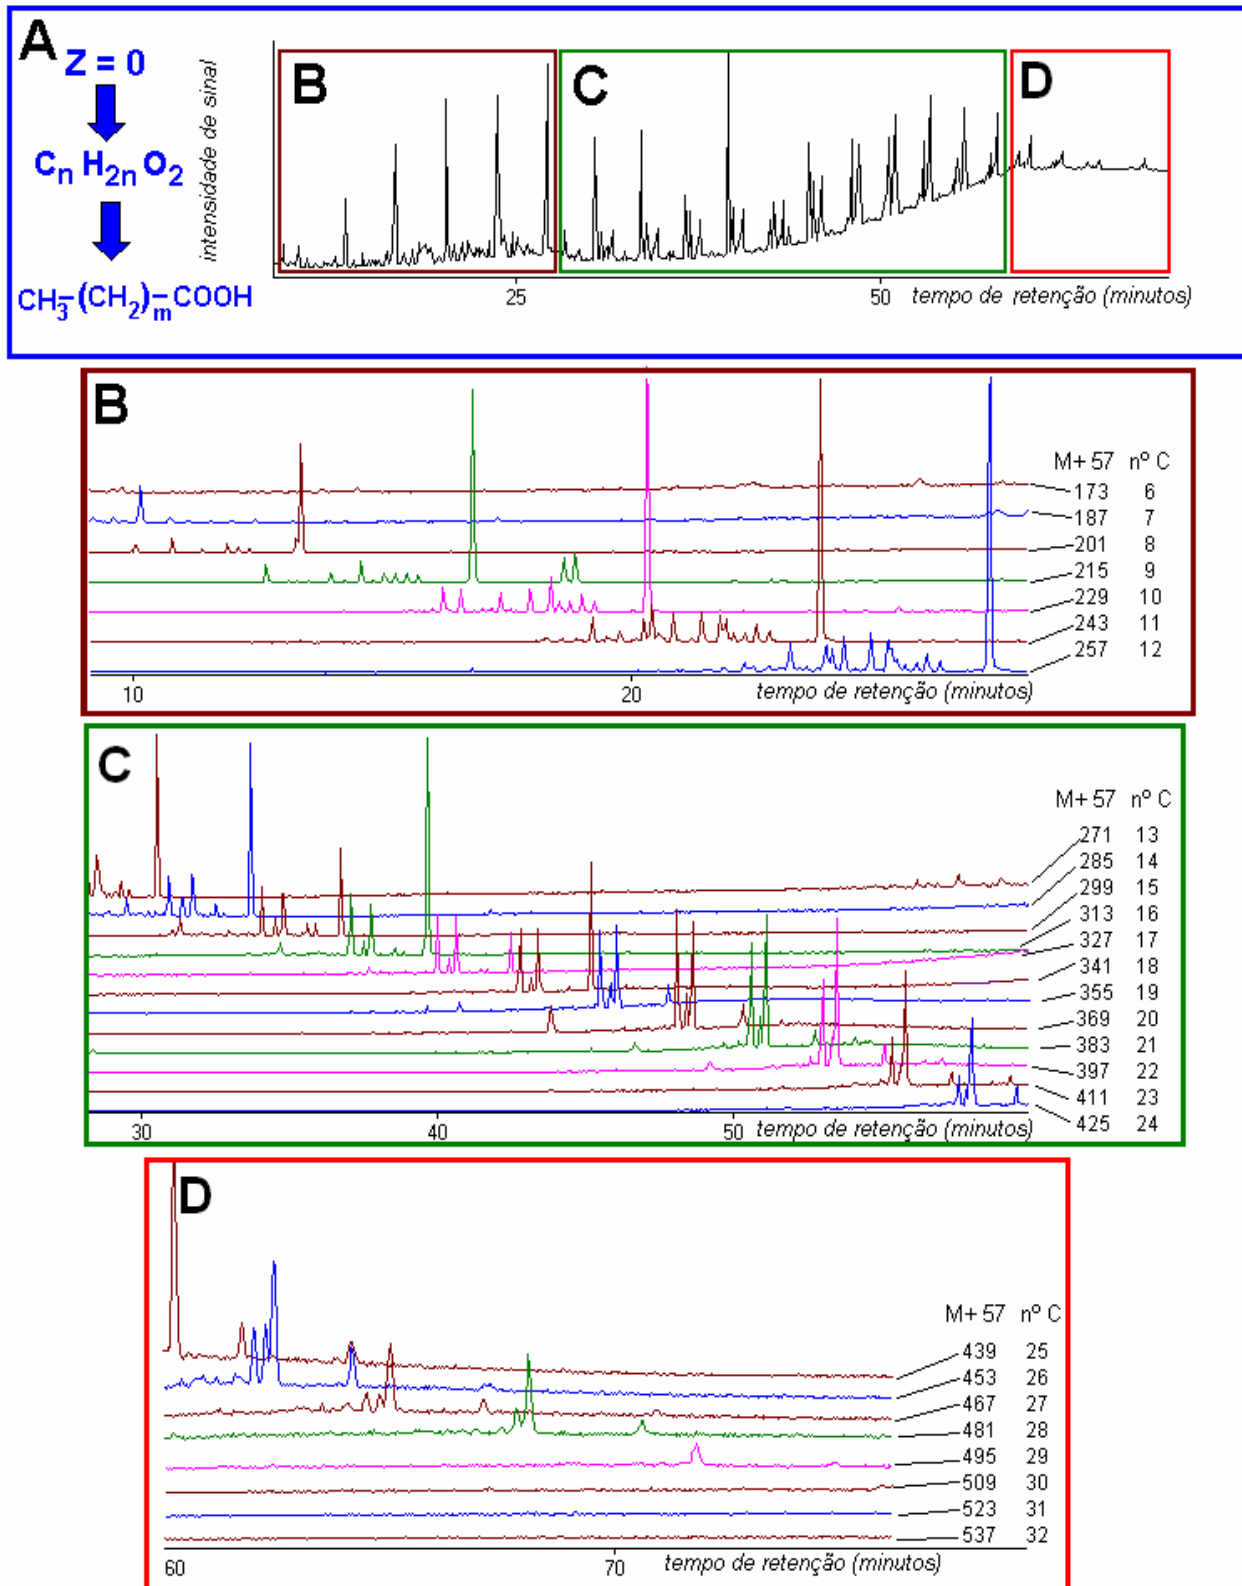 A
Z = 0
CnH2nO2
CH3-(CH2)m-COOH
intensidade de sinal
B
C
D
25
50
tempo de retenção (minutos)
B
M+ 57 nº C
173 6
187 7
201 8
215 9
229 10
243 11
257 12
10
20
tempo de retenção (minutos)
C
M+ 57 nº C
271 13
285 14
299 15
313 16
327 17
341 18
355 19
369 20
383 21
397 22
411 23
425 24
30
40
50
tempo de retenção (minutos)
D
M+ 57 nº C
439 25
453 26
467 27
481 28
495 29
509 30
523 31
537 32
60
70
tempo de retenção (minutos)